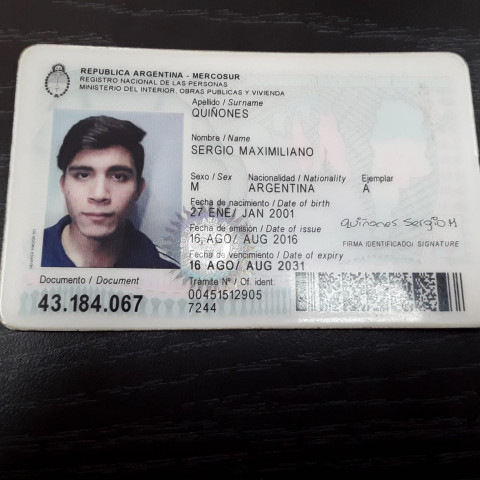 REPUBLICA ARGENTINA - MERCOSUR
REGISTRO NACIONAL DE LAS PERSONAS
MINISTERIO DEL INTERIOR, OBRAS PUBLICAS Y VIVIENDA
Apellido / Surname
QUIÑONES
Nombre / Name
SERGIO MAXIMILIANO
Sexo / Sex Nacionalidad / Nationality Ejemplar
M ARGENTINA A
Fecha de nacimiento / Date of birth
27 ENE/ JAN 2001
Fecha de emisión / Date of issue
16 AGO/ AUG 2016
Fecha de vencimiento / Date of expiry
16 AGO/ AUG 2031
Quiñones Sergio M
FIRMA IDENTIFICADO/ SIGNATURE
Documento / Document
43.184.067
Trámite N° / Of. ident.
00451512905
7244